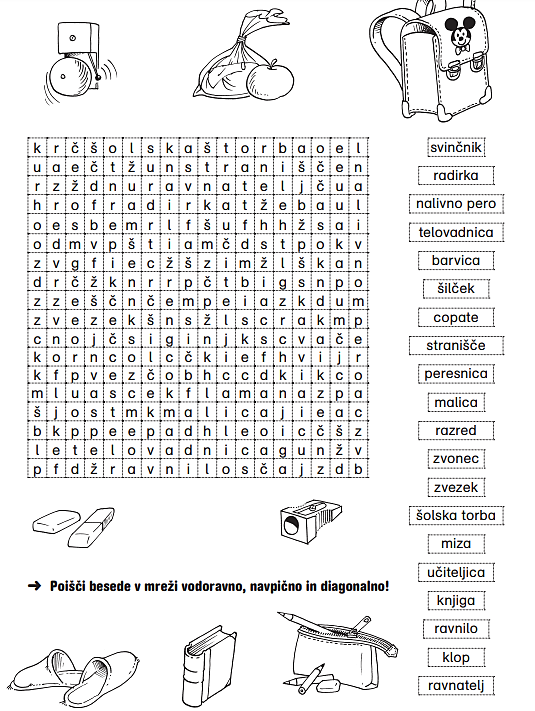 k r č š o l s k a š t o r b a o e l
u a e č t ž u n s t r a n i š č e n
r z ž d n u r a v n a t e l j č u a
h r o f r a d i r k a t ž e b a u l
o e s b e m r l f š u f h h ž s a i
o d m v p š t i a m č d s t p o k v
z v g f i e c ž š z i m ž l š k a n
d r č ž k n r r p č t b i g s n p o
z z e š č n č e m p e i a z k d u m
z v e z e k š n s ž l s c r a k m p
c n o j č s i g i n j k s c v a č e
k o r n c o l c č k i e f h v i j r
k f p v e z č o b h c c d k i k c o
m l u a s c e k f l a m a n a z p a
š j o s t m k m a l i c a j i e a c
b k p p e e p a d h l e o i c č š z
l e t e l o v a d n i c a g u n ž v
p f d ž r a v n i l o s č a j z d b
svinčnik
radirka
nalivno pero
telovadnica
barvica
šilček
copate
stranišče
peresnica
malica
razred
zvonec
zvezek
šolska torba
miza
učiteljica
knjiga
ravnilo
klop
ravnatelj
➜ Poišči besede v mreži vodoravno, navpično in diagonalno!